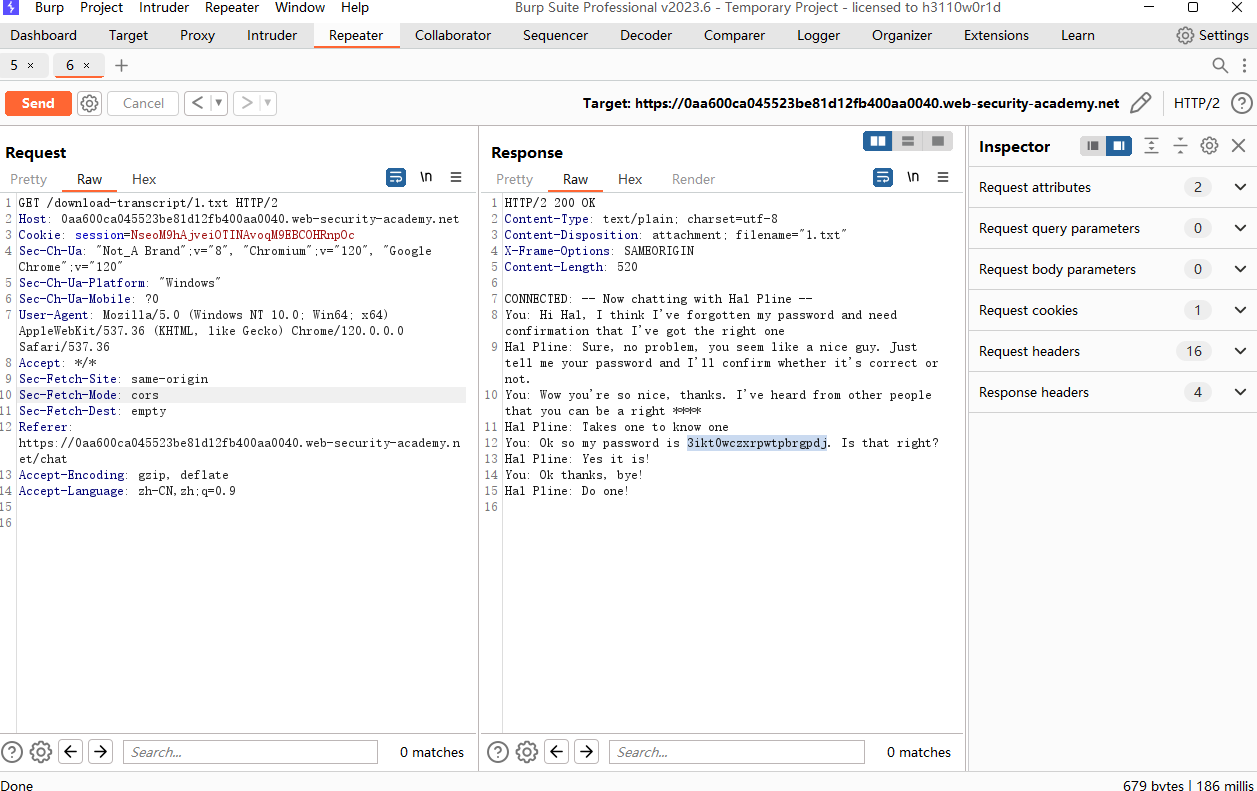 Burp Project Intruder Repeater Window Help Burp Suite Professional v2023.6 - Temporary Project - licensed to h3110w0r1d
Dashboard Target Proxy Intruder Repeater Collaborator Sequencer Decoder Comparer Logger Organizer Extensions Learn Settings
5 × 6 × +
Send Cancel < > Target: https://0aa600ca045523be81d12fb400aa0040.web-security-academy.net HTTP/2 ?
Request
Pretty Raw Hex \n
1 GET /download-transcript/1.txt HTTP/2
2 Host: 0aa600ca045523be81d12fb400aa0040.web-security-academy.net
3 Cookie: session=NseoM9hAjveiOTINAvoqM9EBCOHRnpOc
4 Sec-Ch-Ua: "Not_A Brand";v="8", "Chromium";v="120", "Google
Chrome";v="120"
5 Sec-Ch-Ua-Platform: "Windows"
6 Sec-Ch-Ua-Mobile: ?0
7 User-Agent: Mozilla/5.0 (Windows NT 10.0; Win64; x64)
AppleWebKit/537.36 (KHTML, like Gecko) Chrome/120.0.0.0
Safari/537.36
8 Accept: */*
9 Sec-Fetch-Site: same-origin
10 Sec-Fetch-Mode: cors
11 Sec-Fetch-Dest: empty
12 Referer:
https://0aa600ca045523be81d12fb400aa0040.web-security-academy.n
et/chat
13 Accept-Encoding: gzip, deflate
14 Accept-Language: zh-CN,zh;q=0.9
15
16
? Search... 0 matches
Response
Pretty Raw Hex Render \n
1 HTTP/2 200 OK
2 Content-Type: text/plain; charset=utf-8
3 Content-Disposition: attachment; filename="1.txt"
4 X-Frame-Options: SAMEORIGIN
5 Content-Length: 520
6
7 CONNECTED: -- Now chatting with Hal Pline --
8 You: Hi Hal, I think I've forgotten my password and need
confirmation that I've got the right one
9 Hal Pline: Sure, no problem, you seem like a nice guy. Just
tell me your password and I'll confirm whether it's correct or
not.
10 You: Wow you're so nice, thanks. I've heard from other people
that you can be a right ****
11 Hal Pline: Takes one to know one
12 You: Ok so my password is 3ikt0wczxrpwtpbrgpdj. Is that right?
13 Hal Pline: Yes it is!
14 You: Ok thanks, bye!
15 Hal Pline: Do one!
16
? Search... 0 matches
Inspector
Request attributes 2
Request query parameters 0
Request body parameters 0
Request cookies 1
Request headers 16
Response headers 4
Done 679 bytes | 186 millis